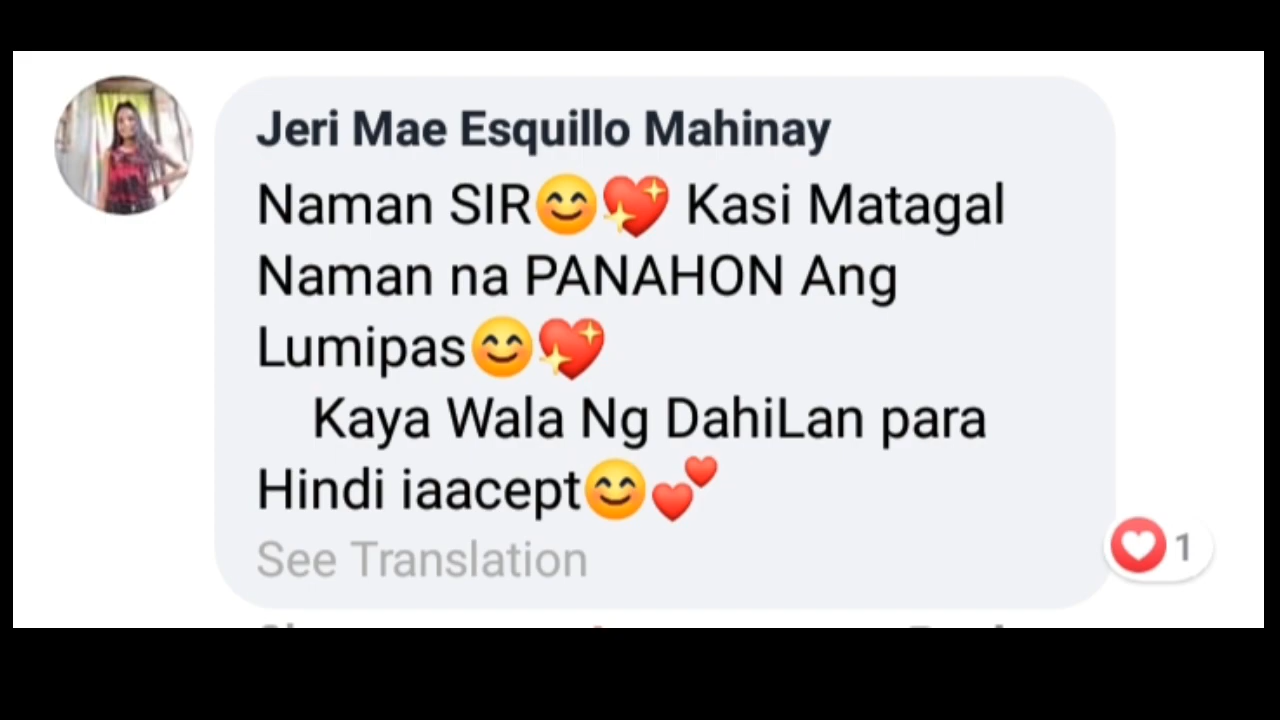 Jeri Mae Esquillo Mahinay
Naman SIR😊💖 Kasi Matagal
Naman na PANAHON Ang
Lumipas😊💖
Kaya Wala Ng DahiLan para
Hindi iaacept😊💕
See Translation
1